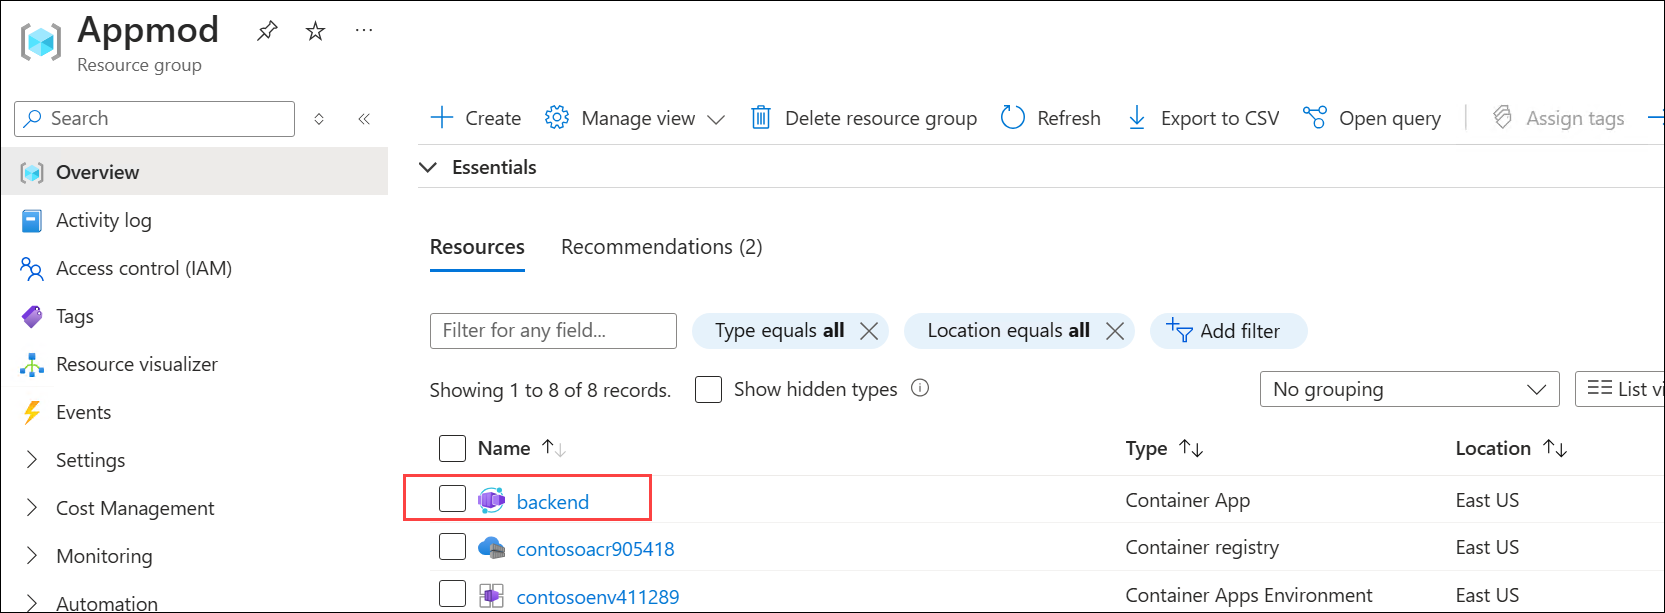 Appmod
Resource group
Search
Create Manage view Delete resource group Refresh Export to CSV Open query Assign tags
Essentials
Overview
Activity log
Access control (IAM)
Tags
Resource visualizer
Events
Settings
Cost Management
Monitoring
Automation
Resources Recommendations (2)
Filter for any field... Type equals all Location equals all Add filter
Showing 1 to 8 of 8 records. Show hidden types No grouping List vi
Name Type Location
backend Container App East US
contosoacr905418 Container registry East US
contosoenv411289 Container Apps Environment East US